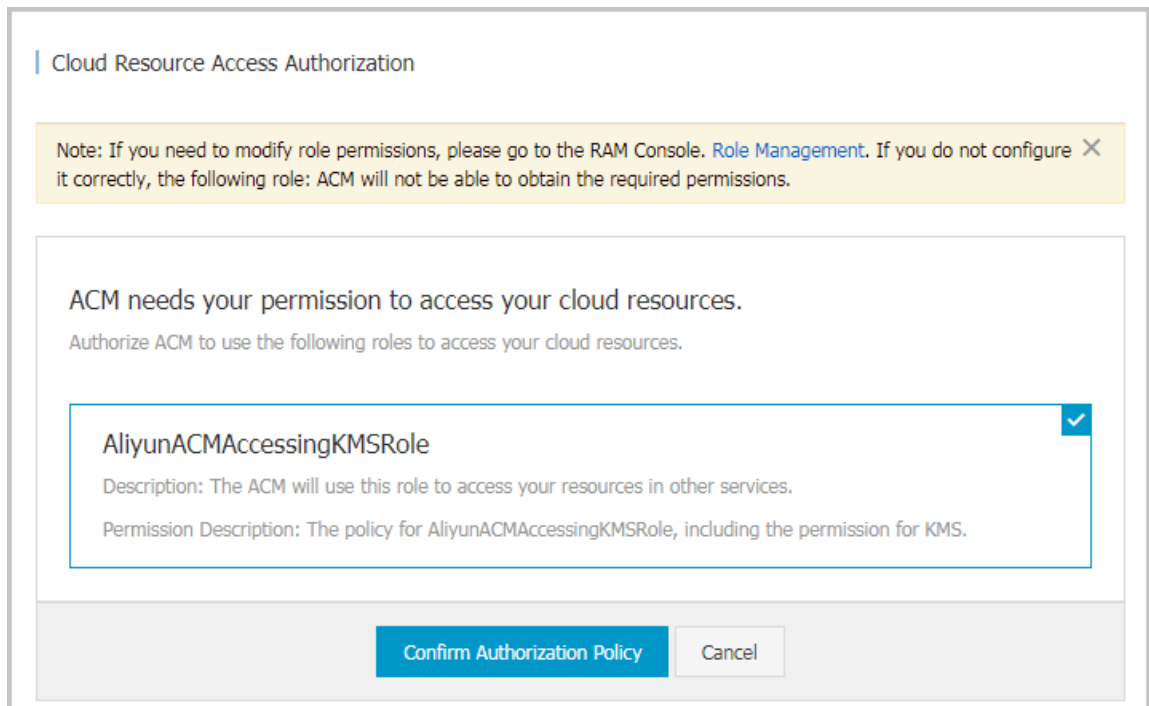 Cloud Resource Access Authorization
Note: If you need to modify role permissions, please go to the RAM Console. Role Management. If you do not configure
it correctly, the following role: ACM will not be able to obtain the required permissions.
ACM needs your permission to access your cloud resources.
Authorize ACM to use the following roles to access your cloud resources.
AliyunACMAccessingKMSRole
Description: The ACM will use this role to access your resources in other services.
Permission Description: The policy for AliyunACMAccessingKMSRole, including the permission for KMS.
Confirm Authorization Policy Cancel